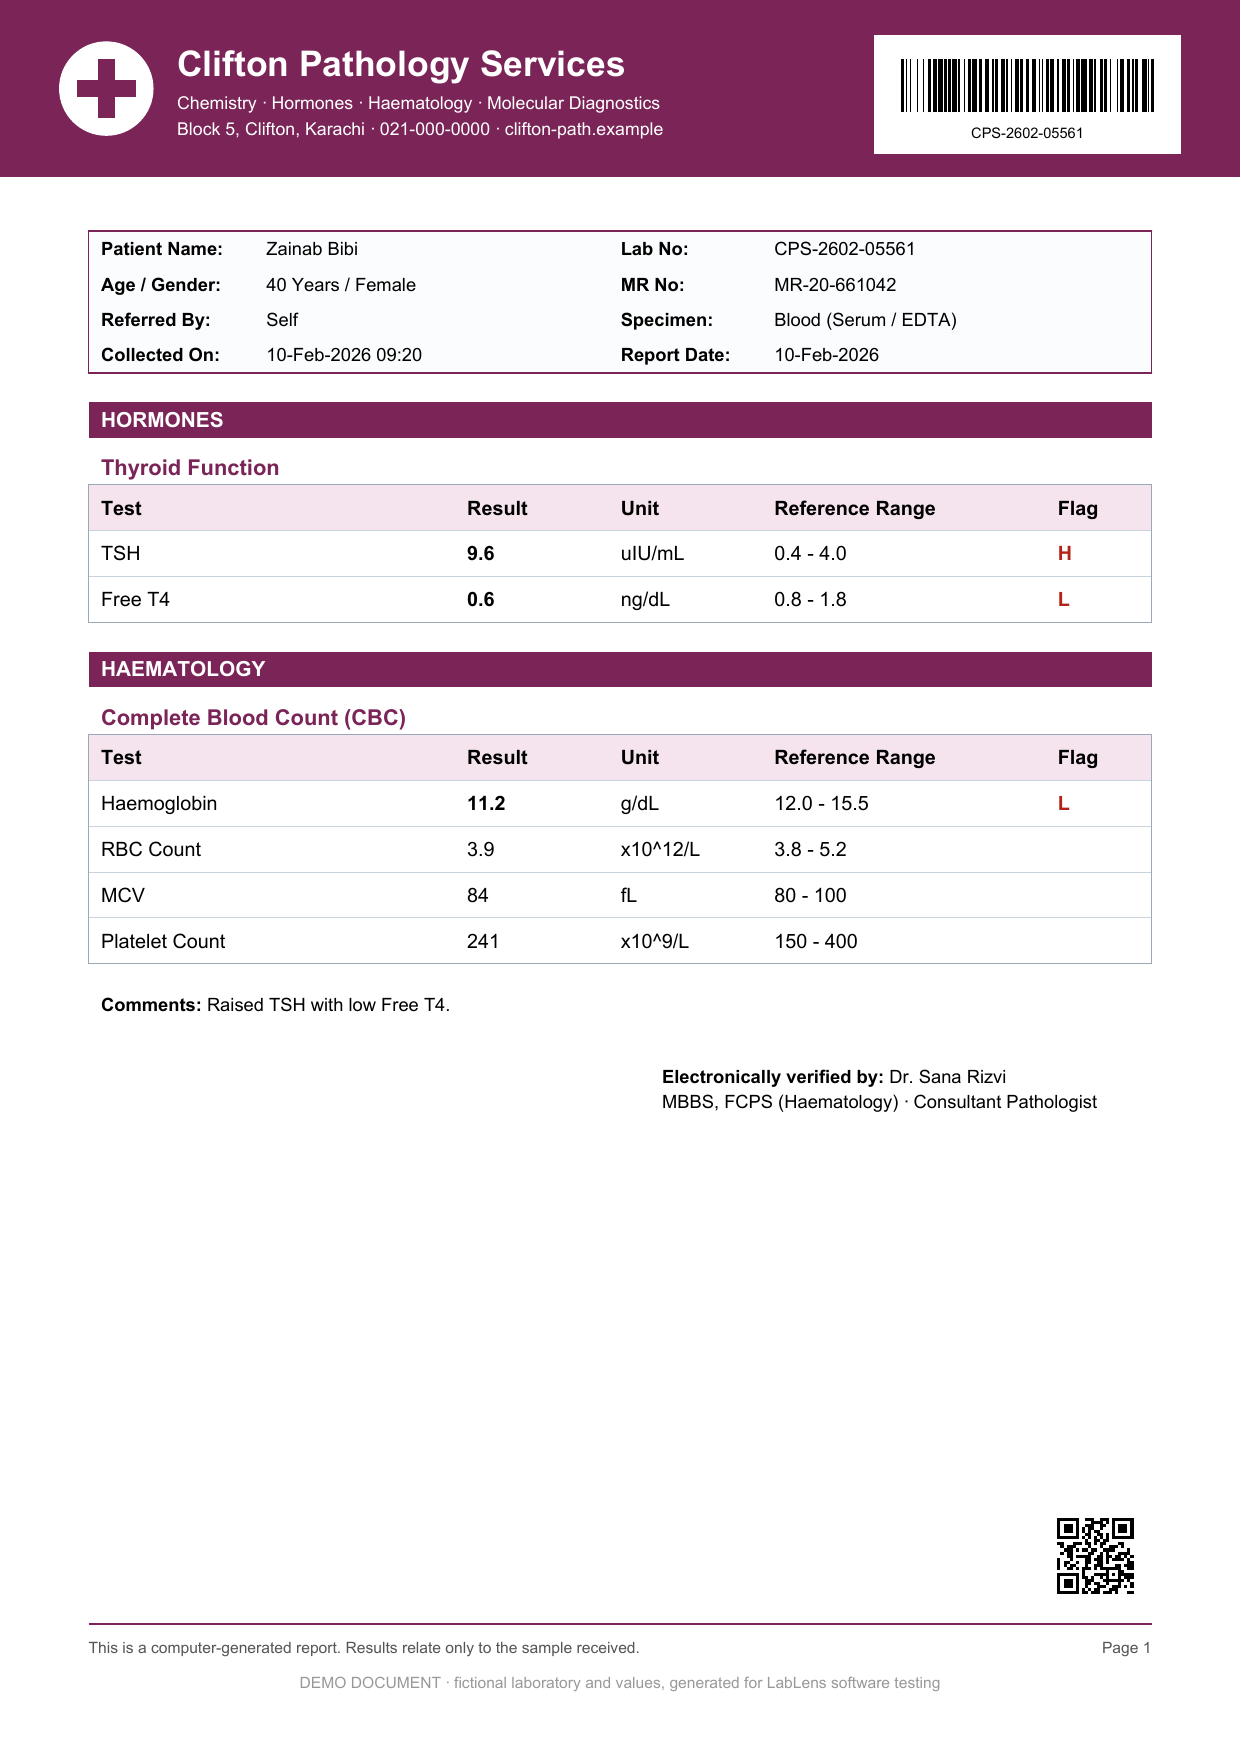 Clifton Pathology Services
Chemistry · Hormones · Haematology · Molecular Diagnostics
Block 5, Clifton, Karachi · 021-000-0000 · clifton-path.example
CPS-2602-05561
Patient Name: Zainab Bibi Lab No: CPS-2602-05561
Age / Gender: 40 Years / Female MR No: MR-20-661042
Referred By: Self Specimen: Blood (Serum / EDTA)
Collected On: 10-Feb-2026 09:20 Report Date: 10-Feb-2026
HORMONES
Thyroid Function
Test Result Unit Reference Range Flag
TSH 9.6 uIU/mL 0.4 - 4.0 H
Free T4 0.6 ng/dL 0.8 - 1.8 L
HAEMATOLOGY
Complete Blood Count (CBC)
Test Result Unit Reference Range Flag
Haemoglobin 11.2 g/dL 12.0 - 15.5 L
RBC Count 3.9 x10^12/L 3.8 - 5.2
MCV 84 fL 80 - 100
Platelet Count 241 x10^9/L 150 - 400
Comments: Raised TSH with low Free T4.
Electronically verified by: Dr. Sana Rizvi
MBBS, FCPS (Haematology) · Consultant Pathologist
This is a computer-generated report. Results relate only to the sample received. Page 1
DEMO DOCUMENT · fictional laboratory and values, generated for LabLens software testing